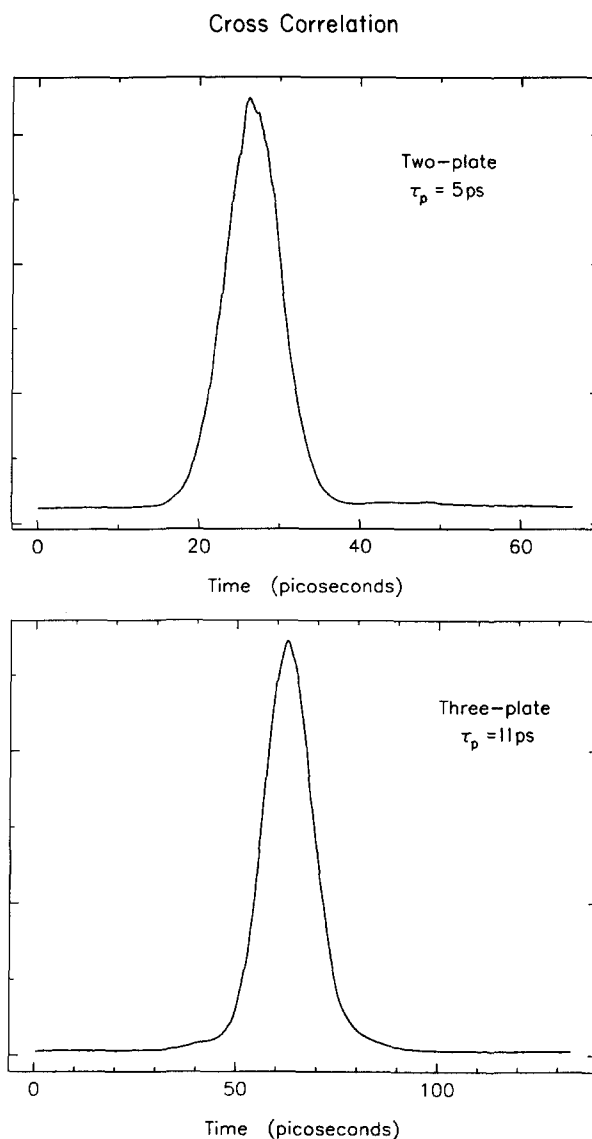 Cross Correlation
Two-plate
τp = 5ps
0 20 40 60
Time (picoseconds)
Three-plate
τp = 11ps
0 50 100
Time (picoseconds)